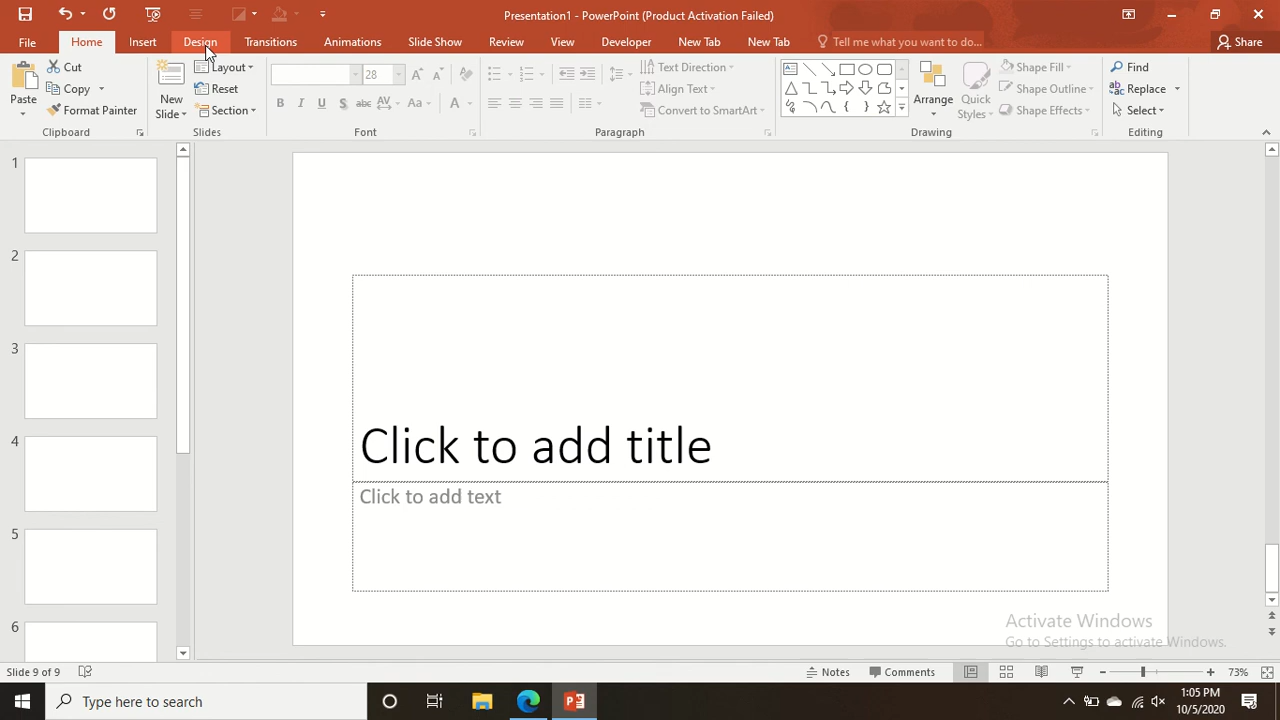 Presentation1 - PowerPoint (Product Activation Failed)
File Home Insert Design Transitions Animations Slide Show Review View Developer New Tab New Tab Tell me what you want to do... Share
Paste
Cut
Copy
Format Painter
Clipboard
New
Slide
Layout
Reset
Section
Slides
28
B I U S abc AV Aa A
Font
Text Direction
Align Text
Convert to SmartArt
Paragraph
Arrange
Quick
Styles
Shape Fill
Shape Outline
Shape Effects
Drawing
Find
Replace
Select
Editing
1
2
3
4
5
6
Click to add title
Click to add text
Activate Windows
Go to Settings to activate Windows.
Slide 9 of 9
Notes
Comments
73%
Type here to search
1:05 PM
10/5/2020